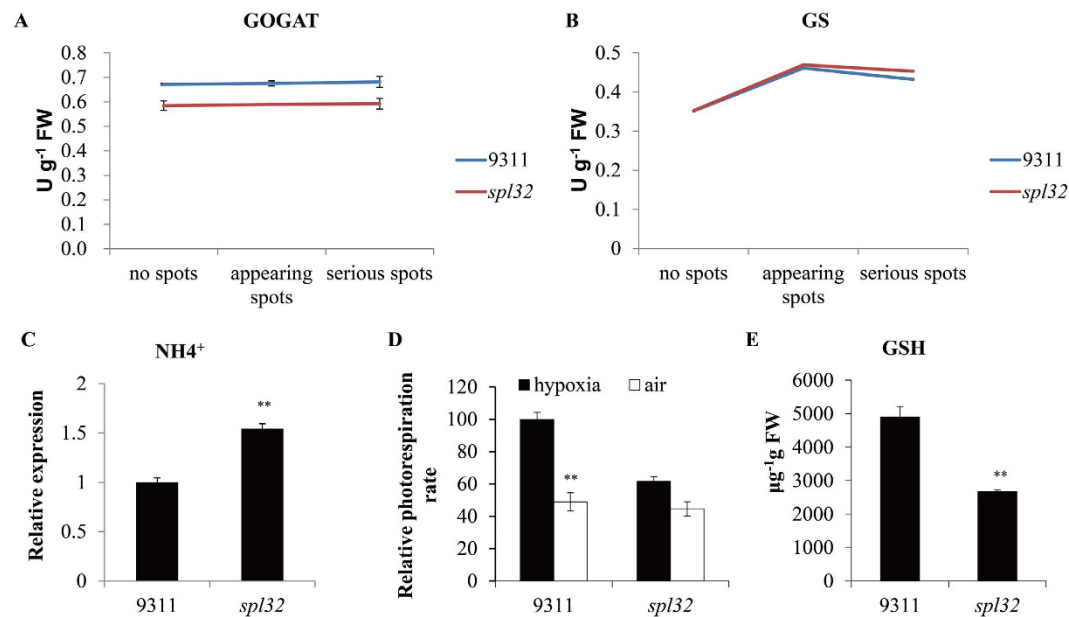 A
GOGAT
0.8
0.7
0.6
0.5
0.4
0.3
0.2
0.1
0.0
U g⁻¹ FW
no spots
appearing spots
serious spots
9311
spl32
B
GS
0.5
0.4
0.3
0.2
0.1
0
U g⁻¹ FW
no spots
appearing spots
serious spots
9311
spl32
C
NH4⁺
2
1.5
1
0.5
0
Relative expression
**
9311
spl32
D
hypoxia
air
120
100
80
60
40
20
0
Relative photorespiration rate
**
9311
spl32
E
GSH
6000
5000
4000
3000
2000
1000
0
μg⁻¹g FW
**
9311
spl32